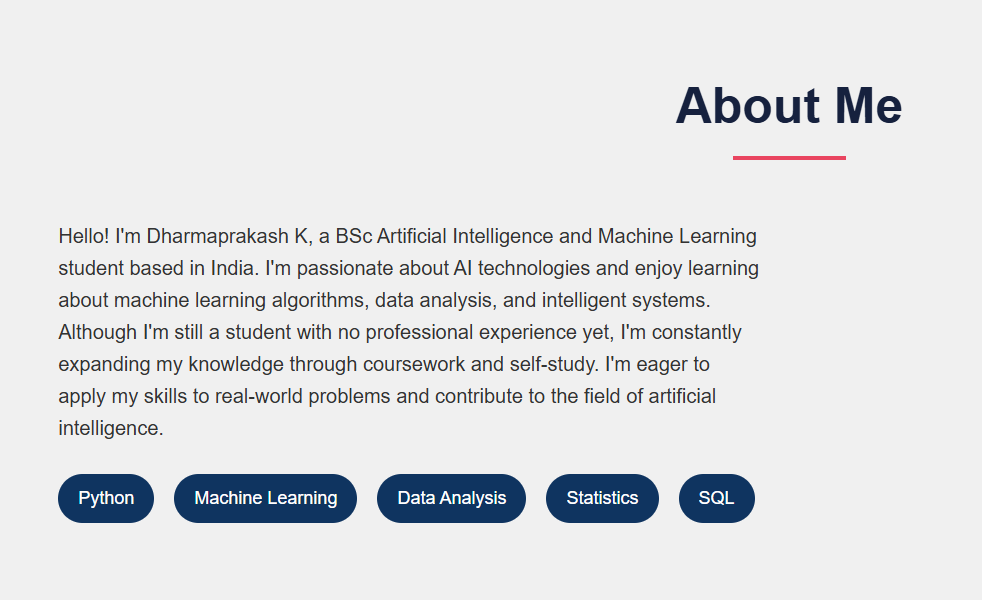 About Me
Hello! I'm Dharmaprakash K, a BSc Artificial Intelligence and Machine Learning
student based in India. I'm passionate about AI technologies and enjoy learning
about machine learning algorithms, data analysis, and intelligent systems.
Although I'm still a student with no professional experience yet, I'm constantly
expanding my knowledge through coursework and self-study. I'm eager to
apply my skills to real-world problems and contribute to the field of artificial
intelligence.
Python Machine Learning Data Analysis Statistics SQL